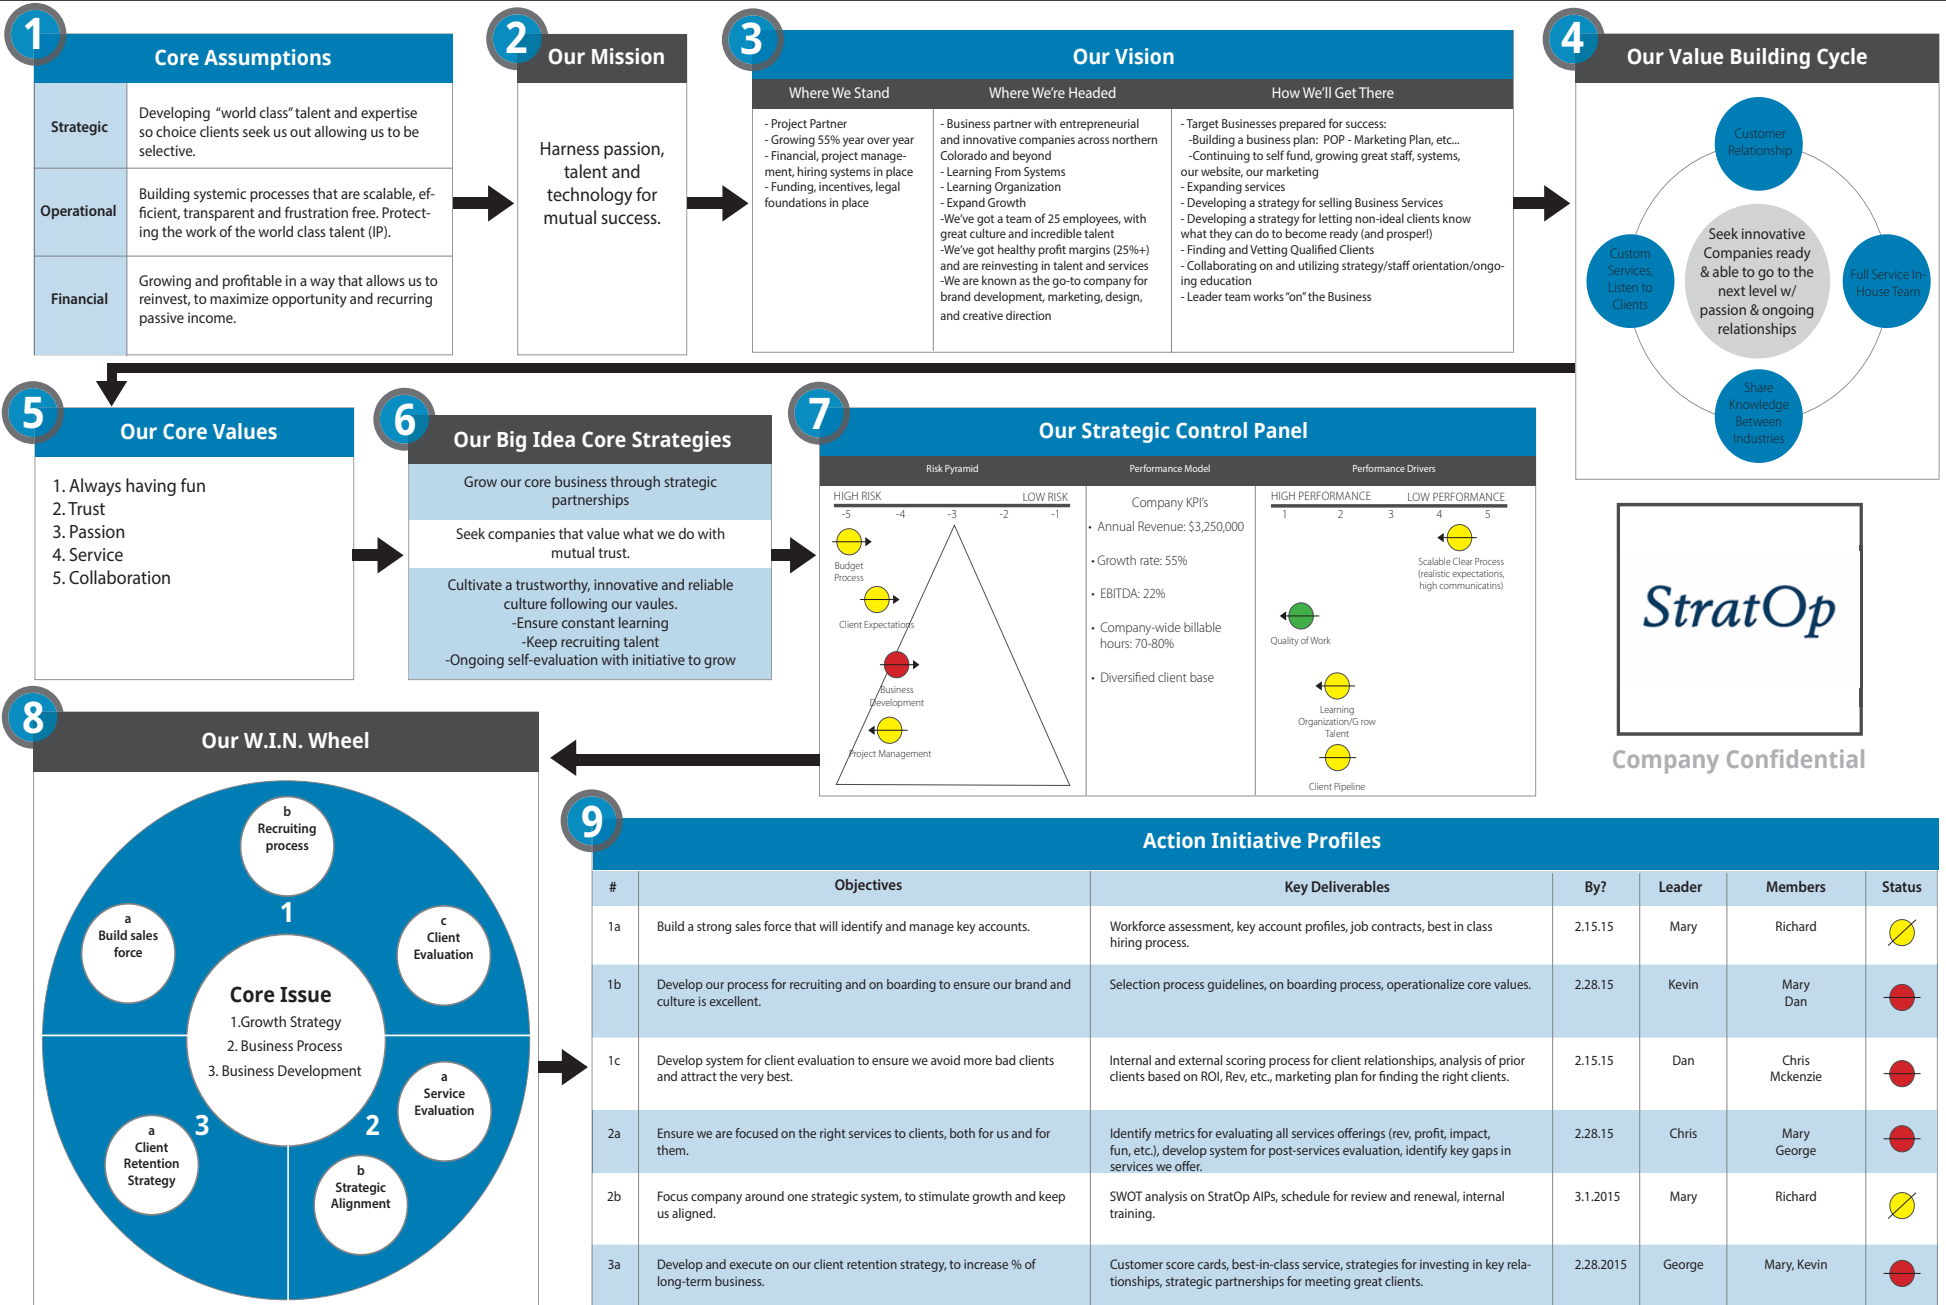 1
Core Assumptions
Strategic
Developing "world class" talent and expertise
so choice clients seek us out allowing us to be
selective.
Operational
Building systemic processes that are scalable, ef-
ficient, transparent and frustration free. Protect-
ing the work of the world class talent (IP).
Financial
Growing and profitable in a way that allows us to
reinvest, to maximize opportunity and recurring
passive income.
2
Our Mission
Harness passion,
talent and
technology for
mutual success.
3
Our Vision
Where We Stand
- Project Partner
- Growing 55% year over year
- Financial, project manage-
ment, hiring systems in place
- Funding, incentives, legal
foundations in place
Where We're Headed
- Business partner with entrepreneurial
and innovative companies across northern
Colorado and beyond
- Learning From Systems
- Learning Organization
- Expand Growth
-We've got a team of 25 employees, with
great culture and incredible talent
-We've got healthy profit margins (25%+)
and are reinvesting in talent and services
-We are known as the go-to company for
brand development, marketing, design,
and creative direction
How We'll Get There
- Target Businesses prepared for success:
-Building a business plan: POP - Marketing Plan, etc...
-Continuing to self fund, growing great staff, systems,
our website, our marketing
- Expanding services
- Developing a strategy for selling Business Services
- Developing a strategy for letting non-ideal clients know
what they can do to become ready (and prosper!)
- Finding and Vetting Qualified Clients
- Collaborating on and utilizing strategy/staff orientation/ongo-
ing education
- Leader team works "on" the Business
4
Our Value Building Cycle
Customer
Relationship
Custom
Services,
Listen to
Clients
Seek innovative
Companies ready
& able to go to the
next level w/
passion & ongoing
relationships
Full Service In-
House Team
Share
Knowledge
Between
Industries
5
Our Core Values
1. Always having fun
2. Trust
3. Passion
4. Service
5. Collaboration
6
Our Big Idea Core Strategies
Grow our core business through strategic
partnerships
Seek companies that value what we do with
mutual trust.
Cultivate a trustworthy, innovative and reliable
culture following our vaules.
-Ensure constant learning
-Keep recruiting talent
-Ongoing self-evaluation with initiative to grow
7
Our Strategic Control Panel
Risk Pyramid
HIGH RISK LOW RISK
-5 -4 -3 -2 -1
Budget
Process
Client Expectations
Business
Development
Project Management
Performance Model
Company KPI's
• Annual Revenue: $3,250,000
• Growth rate: 55%
• EBITDA: 22%
• Company-wide billable
hours: 70-80%
• Diversified client base
Performance Drivers
HIGH PERFORMANCE LOW PERFORMANCE
1 2 3 4 5
Scalable Clear Process
(realistic expectations,
high communicatins)
Quality of Work
Learning
Organization/G row
Talent
Client Pipeline
StratOp
Company Confidential
8
Our W.I.N. Wheel
b
Recruiting
process
a
Build sales
force
1
c
Client
Evaluation
Core Issue
1.Growth Strategy
2. Business Process
3. Business Development
a
Service
Evaluation
3
2
a
Client
Retention
Strategy
b
Strategic
Alignment
9
Action Initiative Profiles
# Objectives Key Deliverables By? Leader Members Status
1a Build a strong sales force that will identify and manage key accounts. Workforce assessment, key account profiles, job contracts, best in class 2.15.15 Mary Richard
hiring process.
1b Develop our process for recruiting and on boarding to ensure our brand and Selection process guidelines, on boarding process, operationalize core values. 2.28.15 Kevin Mary
culture is excellent. Dan
1c Develop system for client evaluation to ensure we avoid more bad clients Internal and external scoring process for client relationships, analysis of prior 2.15.15 Dan Chris
and attract the very best. clients based on ROI, Rev, etc., marketing plan for finding the right clients. Mckenzie
2a Ensure we are focused on the right services to clients, both for us and for Identify metrics for evaluating all services offerings (rev, profit, impact, 2.28.15 Chris Mary
them. fun, etc.), develop system for post-services evaluation, identify key gaps in George
services we offer.
2b Focus company around one strategic system, to stimulate growth and keep SWOT analysis on StratOp AIPs, schedule for review and renewal, internal 3.1.2015 Mary Richard
us aligned. training.
3a Develop and execute on our client retention strategy, to increase % of Customer score cards, best-in-class service, strategies for investing in key rela- 2.28.2015 George Mary, Kevin
long-term business. tionships, strategic partnerships for meeting great clients.